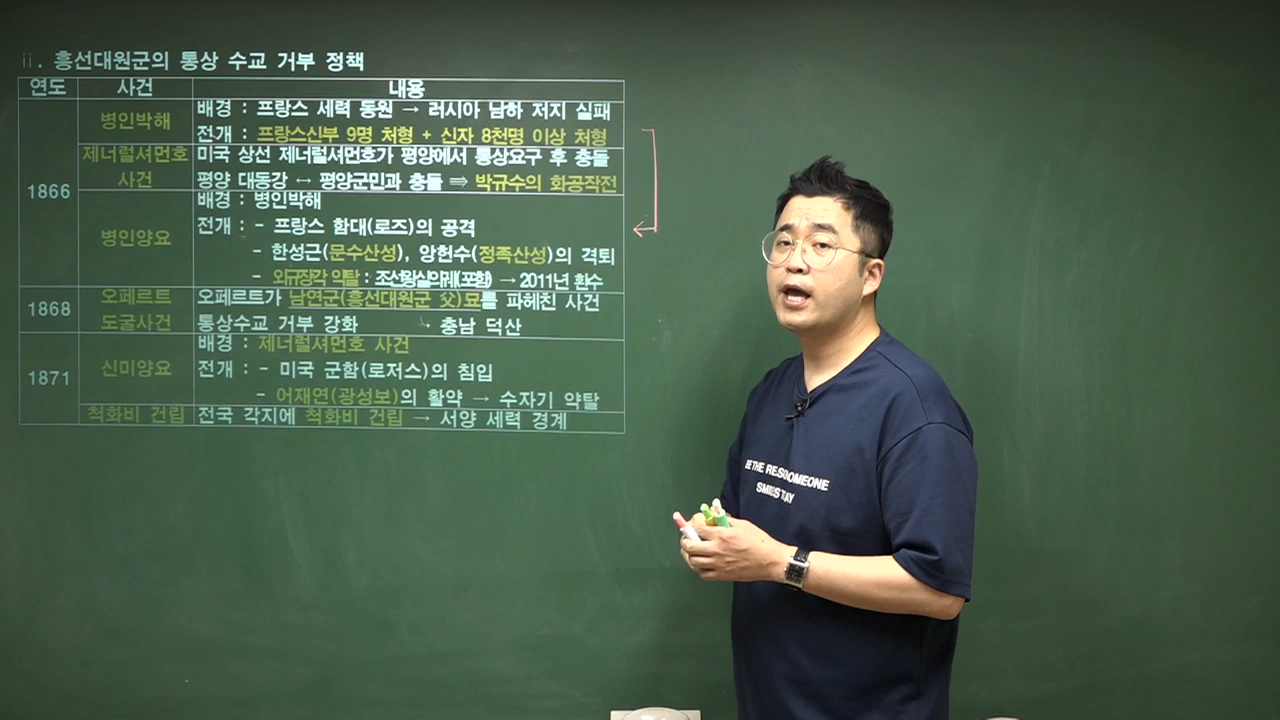 ⅱ. 흥선대원군의 통상 수교 거부 정책
연도 사건 내용
1866 병인박해 배경 : 프랑스 세력 동원 → 러시아 남하 저지 실패
전개 : 프랑스신부 9명 처형 + 신자 8천명 이상 처형
제너럴셔먼호 사건 미국 상선 제너럴셔먼호가 평양에서 통상요구 후 충돌
평양 대동강 ↔ 평양군민과 충돌 ⇒ 박규수의 화공작전
병인양요 배경 : 병인박해
전개 : - 프랑스 함대(로즈)의 공격
- 한성근(문수산성), 양헌수(정족산성)의 격퇴
- 외규장각 약탈 : 조선왕실의궤(포함) → 2011년 환수
1868 오페르트 도굴사건 오페르트가 남연군(흥선대원군 父)묘를 파헤친 사건
통상수교 거부 강화 ↳ 충남 덕산
1871 신미양요 배경 : 제너럴셔먼호 사건
전개 : - 미국 군함(로저스)의 침입
- 어재연(광성보)의 활약 → 수자기 약탈
척화비 건립 전국 각지에 척화비 건립 → 서양 세력 경계
BE THE RESO
OMEONE
SMILES T
AY